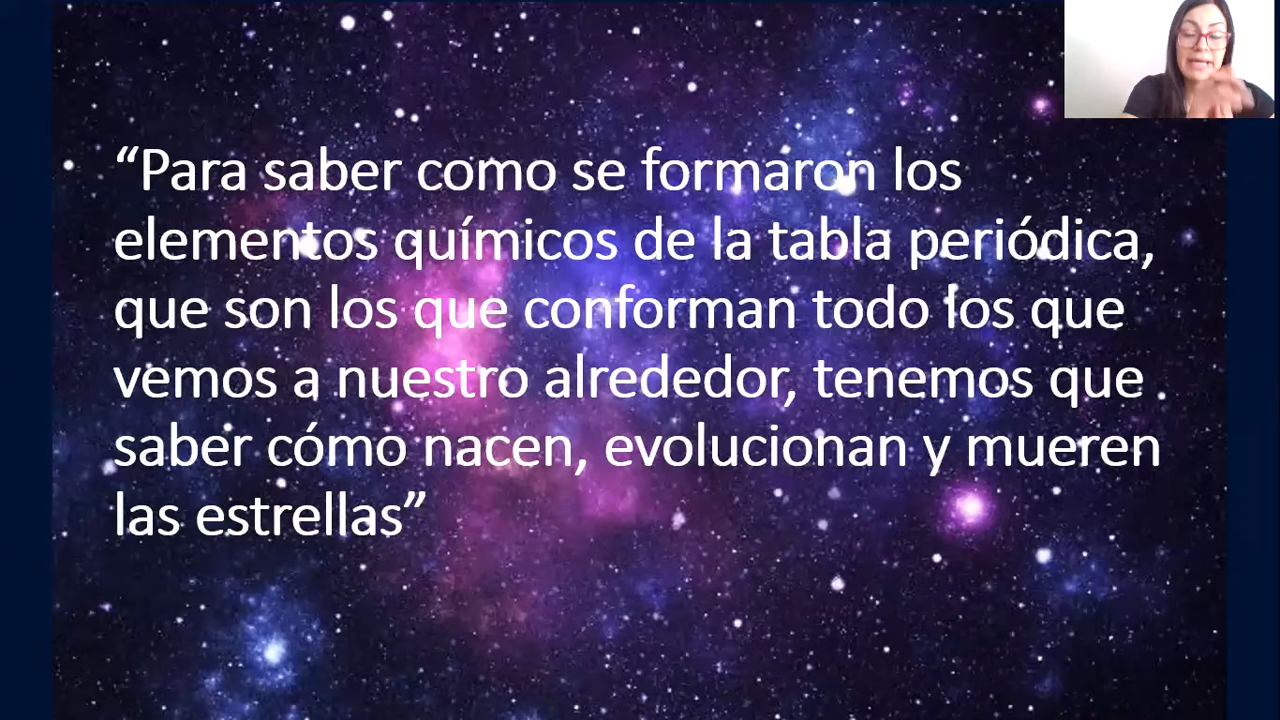 “Para saber como se formaron los
elementos químicos de la tabla periódica,
que son los que conforman todo los que
vemos a nuestro alrededor, tenemos que
saber cómo nacen, evolucionan y mueren
las estrellas”